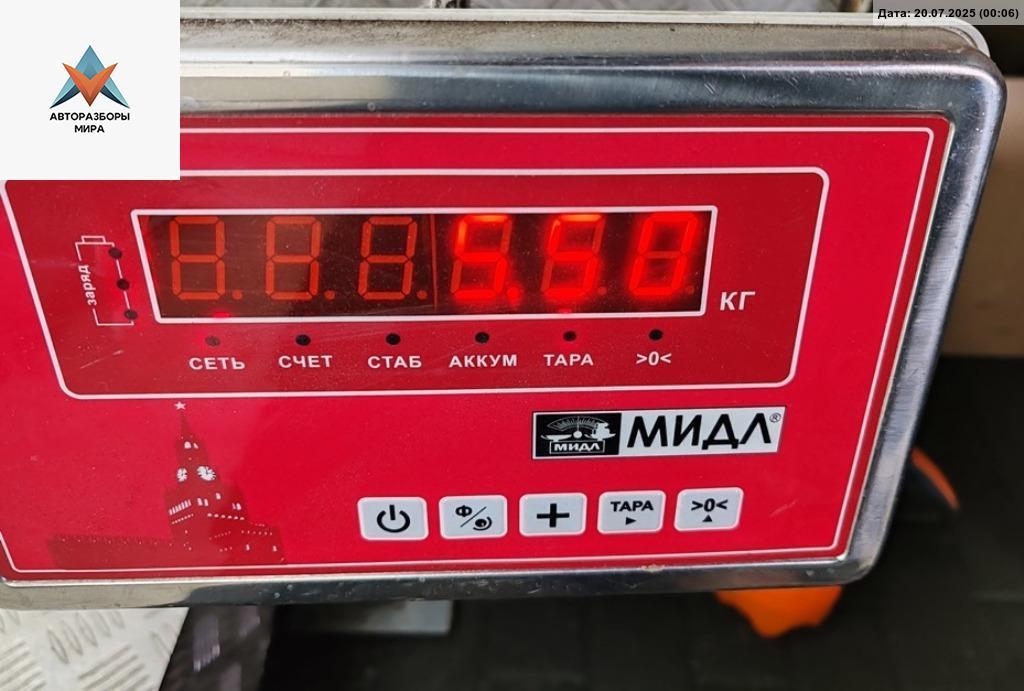 Дата: 20.07.2025 (00:06)
АВТОРАЗБОРЫ
МИРА
заряд
5.50
КГ
СЕТЬ СЧЕТ СТАБ АККУМ ТАРА >0<
МИДЛ МИДЛ®
Ф/ + ТАРА >0<